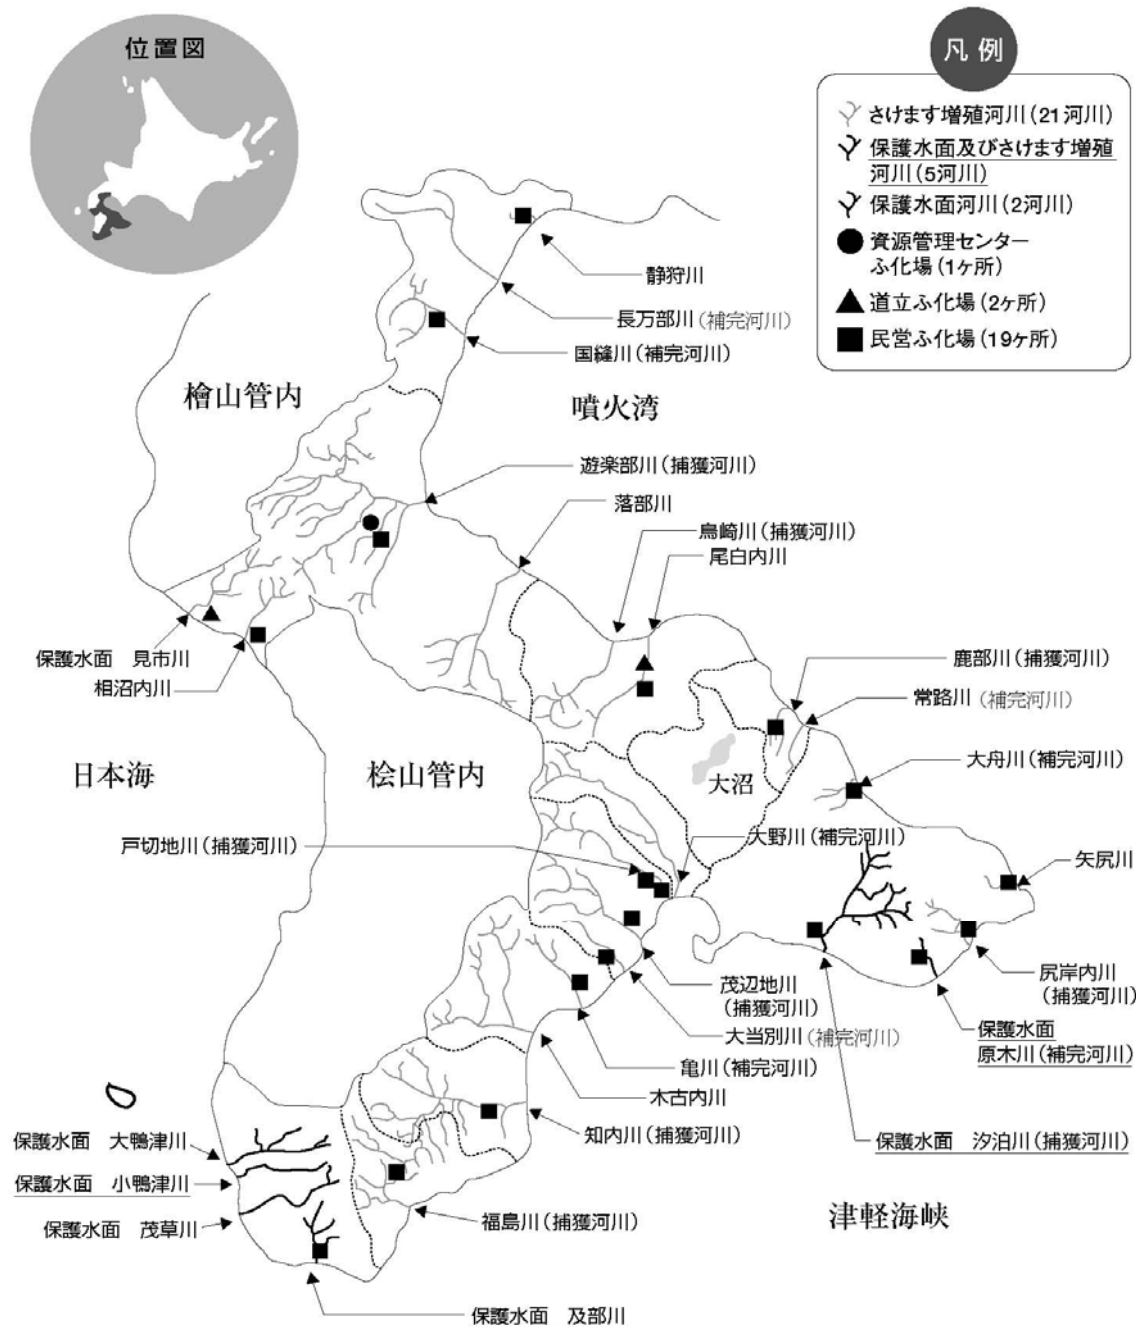 位置図
凡例
さけます増殖河川(21河川)
保護水面及びさけます増殖
河川(5河川)
保護水面河川(2河川)
資源管理センター
ふ化場(1ヶ所)
道立ふ化場(2ヶ所)
民営ふ化場(19ヶ所)
静狩川
長万部川(補完河川)
国縫川(補完河川)
檜山管内
噴火湾
遊楽部川(捕獲河川)
落部川
鳥崎川(捕獲河川)
尾白内川
保護水面 見市川
相沼内川
鹿部川(捕獲河川)
常路川(補完河川)
日本海
桧山管内
大沼
大舟川(補完河川)
戸切地川(捕獲河川)
大野川(補完河川)
矢尻川
茂辺地川
(捕獲河川)
尻岸内川
(捕獲河川)
大当別川(補完河川)
保護水面
原木川(補完河川)
亀川(補完河川)
木古内川
知内川(捕獲河川)
保護水面 汐泊川(捕獲河川)
保護水面 大鴨津川
保護水面 小鴨津川
保護水面 茂草川
福島川(捕獲河川)
津軽海峡
保護水面 及部川